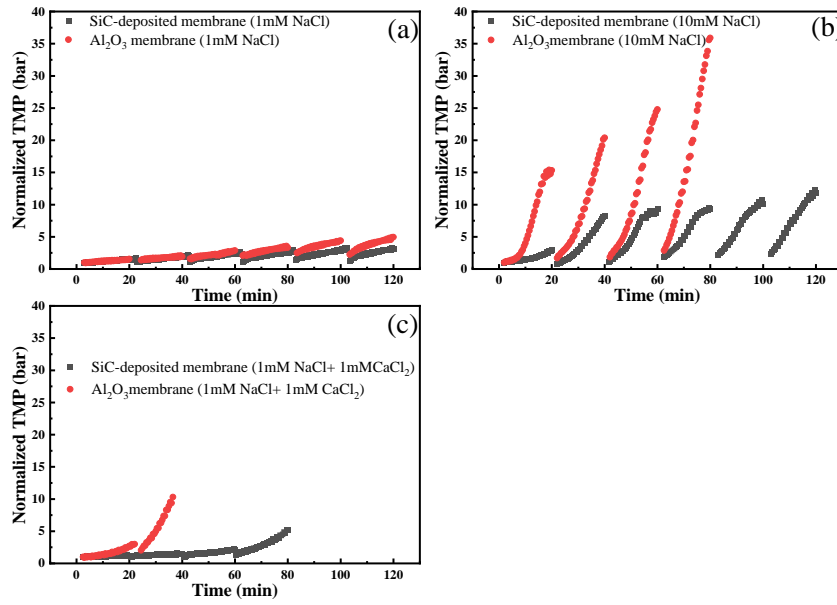 SiC-deposited membrane (1mM NaCl)
Al₂O₃ membrane (1mM NaCl)
(a)
40
35
30
25
20
15
10
5
0
Normalized TMP (bar)
0 20 40 60 80 100 120
Time (min)
SiC-deposited membrane (10mM NaCl)
Al₂O₃membrane (10mM NaCl)
(b)
40
35
30
25
20
15
10
5
0
Normalized TMP (bar)
0 20 40 60 80 100 120
Time (min)
(c)
SiC-deposited membrane (1mM NaCl+ 1mMCaCl₂)
Al₂O₃membrane (1mM NaCl+ 1mM CaCl₂)
40
35
30
25
20
15
10
5
0
Normalized TMP (bar)
0 20 40 60 80 100 120
Time (min)